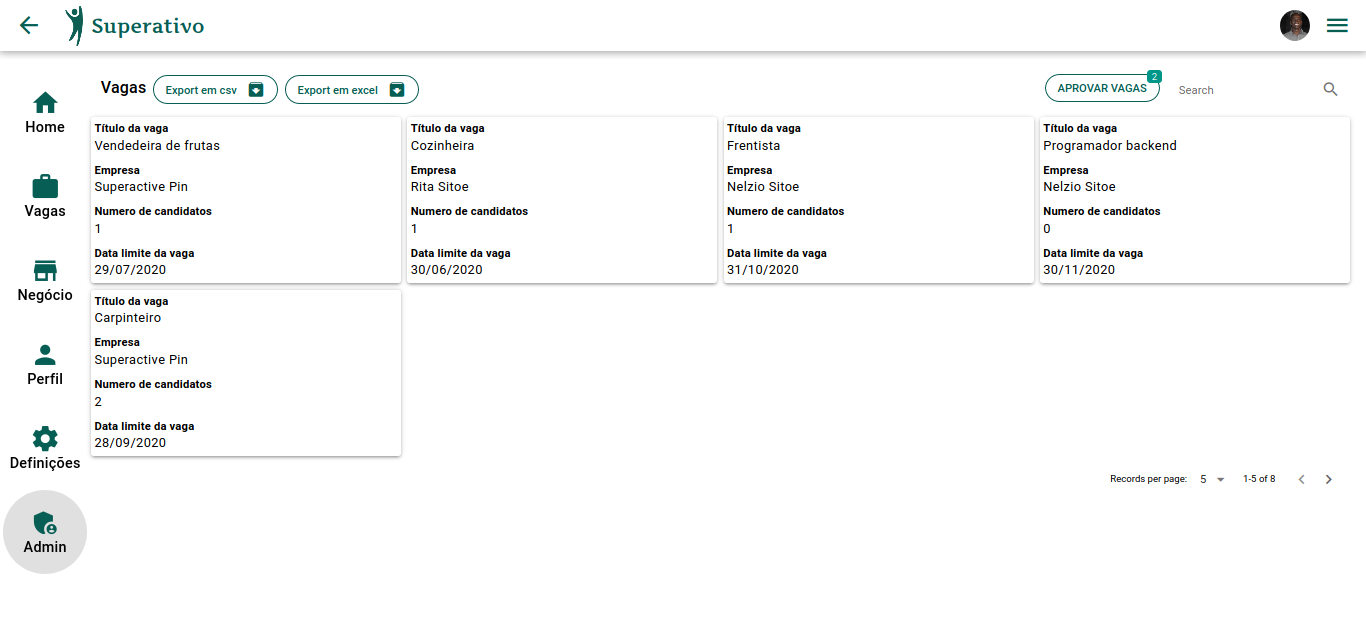 Superativo
Home
Vagas
Negócio
Perfil
Definições
Admin
Vagas
Export em csv
Export em excel
APROVAR VAGAS
2
Search
Título da vaga
Vendedeira de frutas
Empresa
Superactive Pin
Numero de candidatos
1
Data limite da vaga
29/07/2020
Título da vaga
Cozinheira
Empresa
Rita Sitoe
Numero de candidatos
1
Data limite da vaga
30/06/2020
Título da vaga
Frentista
Empresa
Nelzio Sitoe
Numero de candidatos
1
Data limite da vaga
31/10/2020
Título da vaga
Programador backend
Empresa
Nelzio Sitoe
Numero de candidatos
0
Data limite da vaga
30/11/2020
Título da vaga
Carpinteiro
Empresa
Superactive Pin
Numero de candidatos
2
Data limite da vaga
28/09/2020
Records per page: 5 1-5 of 8